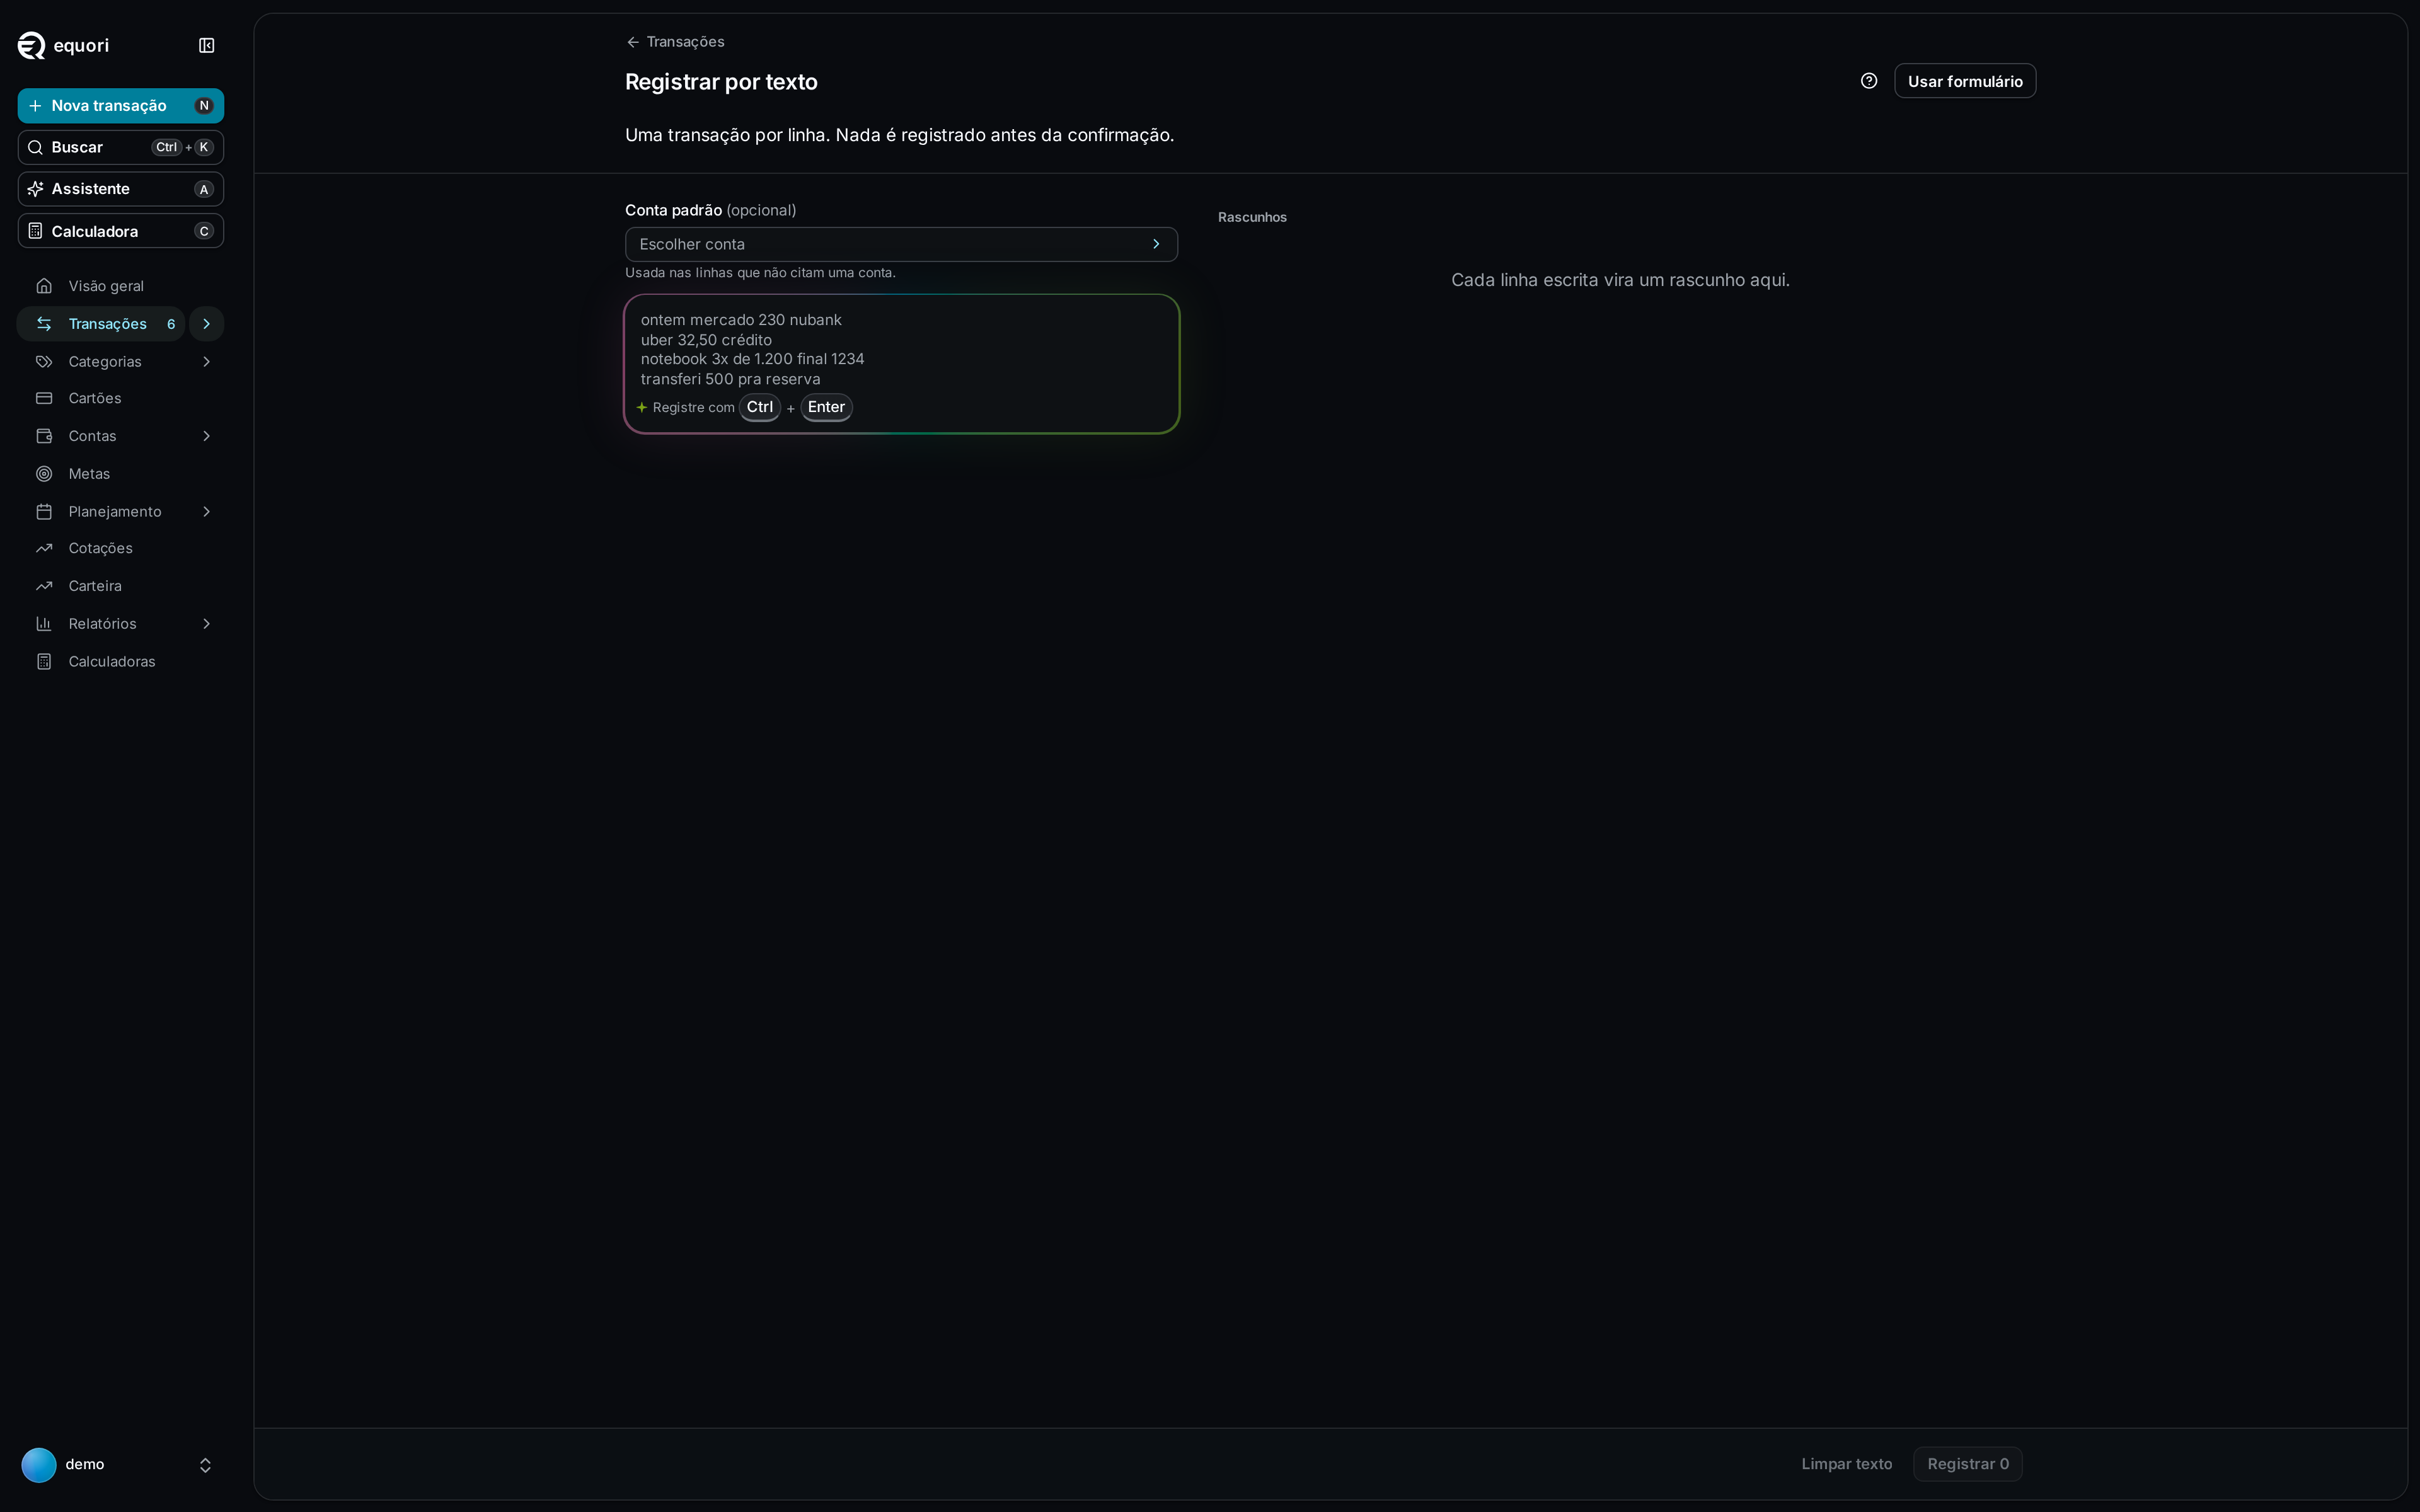 equori
Nova transação N
Buscar Ctrl + K
Assistente A
Calculadora C
Visão geral
Transações 6
Categorias
Cartões
Contas
Metas
Planejamento
Cotações
Carteira
Relatórios
Calculadoras
demo
Transações
Registrar por texto
Usar formulário
Uma transação por linha. Nada é registrado antes da confirmação.
Conta padrão (opcional)
Escolher conta
Usada nas linhas que não citam uma conta.
ontem mercado 230 nubank
uber 32,50 crédito
notebook 3x de 1.200 final 1234
transferi 500 pra reserva
Registre com Ctrl + Enter
Rascunhos
Cada linha escrita vira um rascunho aqui.
Limpar texto
Registrar 0